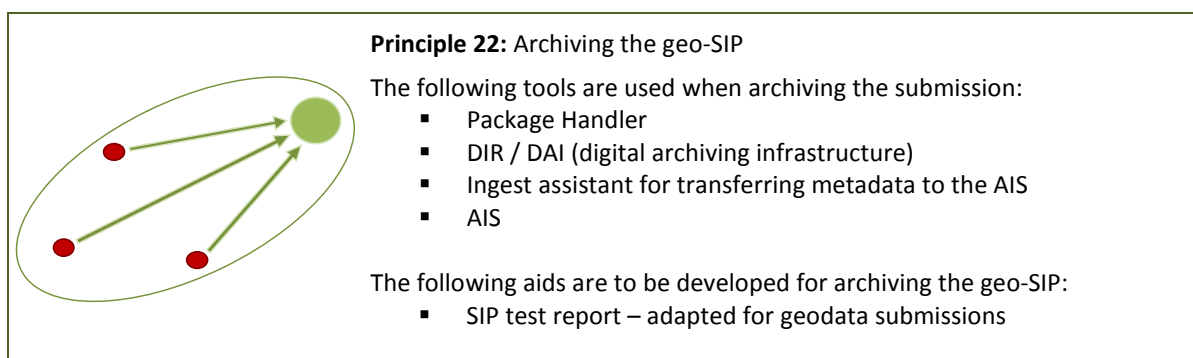 Principle 22: Archiving the geo-SIP
The following tools are used when archiving the submission:
▪ Package Handler
▪ DIR / DAI (digital archiving infrastructure)
▪ Ingest assistant for transferring metadata to the AIS
▪ AIS
The following aids are to be developed for archiving the geo-SIP:
▪ SIP test report – adapted for geodata submissions